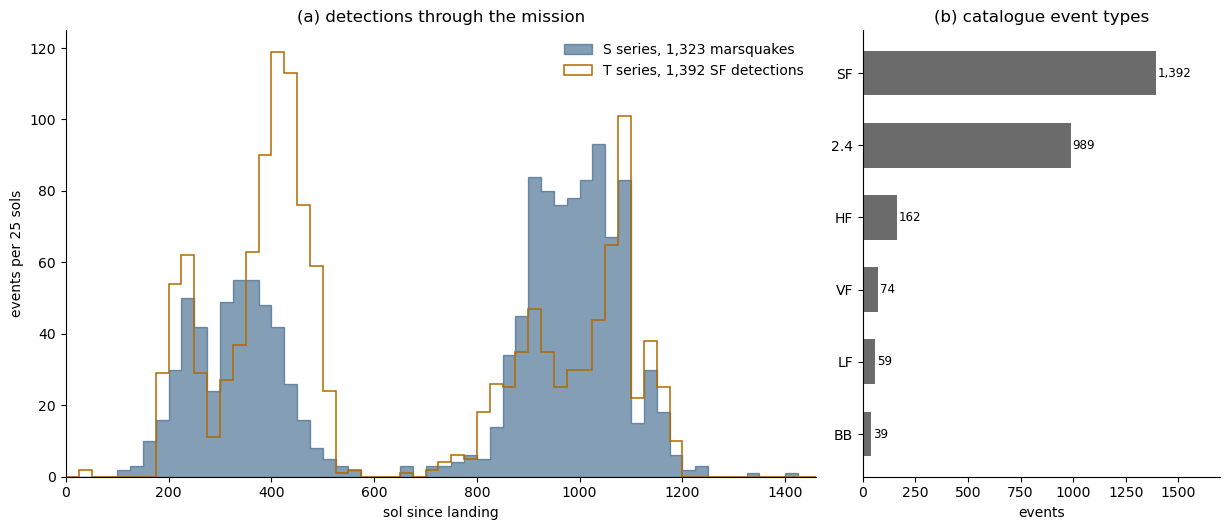 (a) detections through the mission
S series, 1,323 marsquakes
T series, 1,392 SF detections
events per 25 sols
120
100
80
60
40
20
0
0 200 400 600 800 1000 1200 1400
sol since landing
(b) catalogue event types
SF 1,392
2.4 989
HF 162
VF 74
LF 59
BB 39
0 250 500 750 1000 1250 1500
events